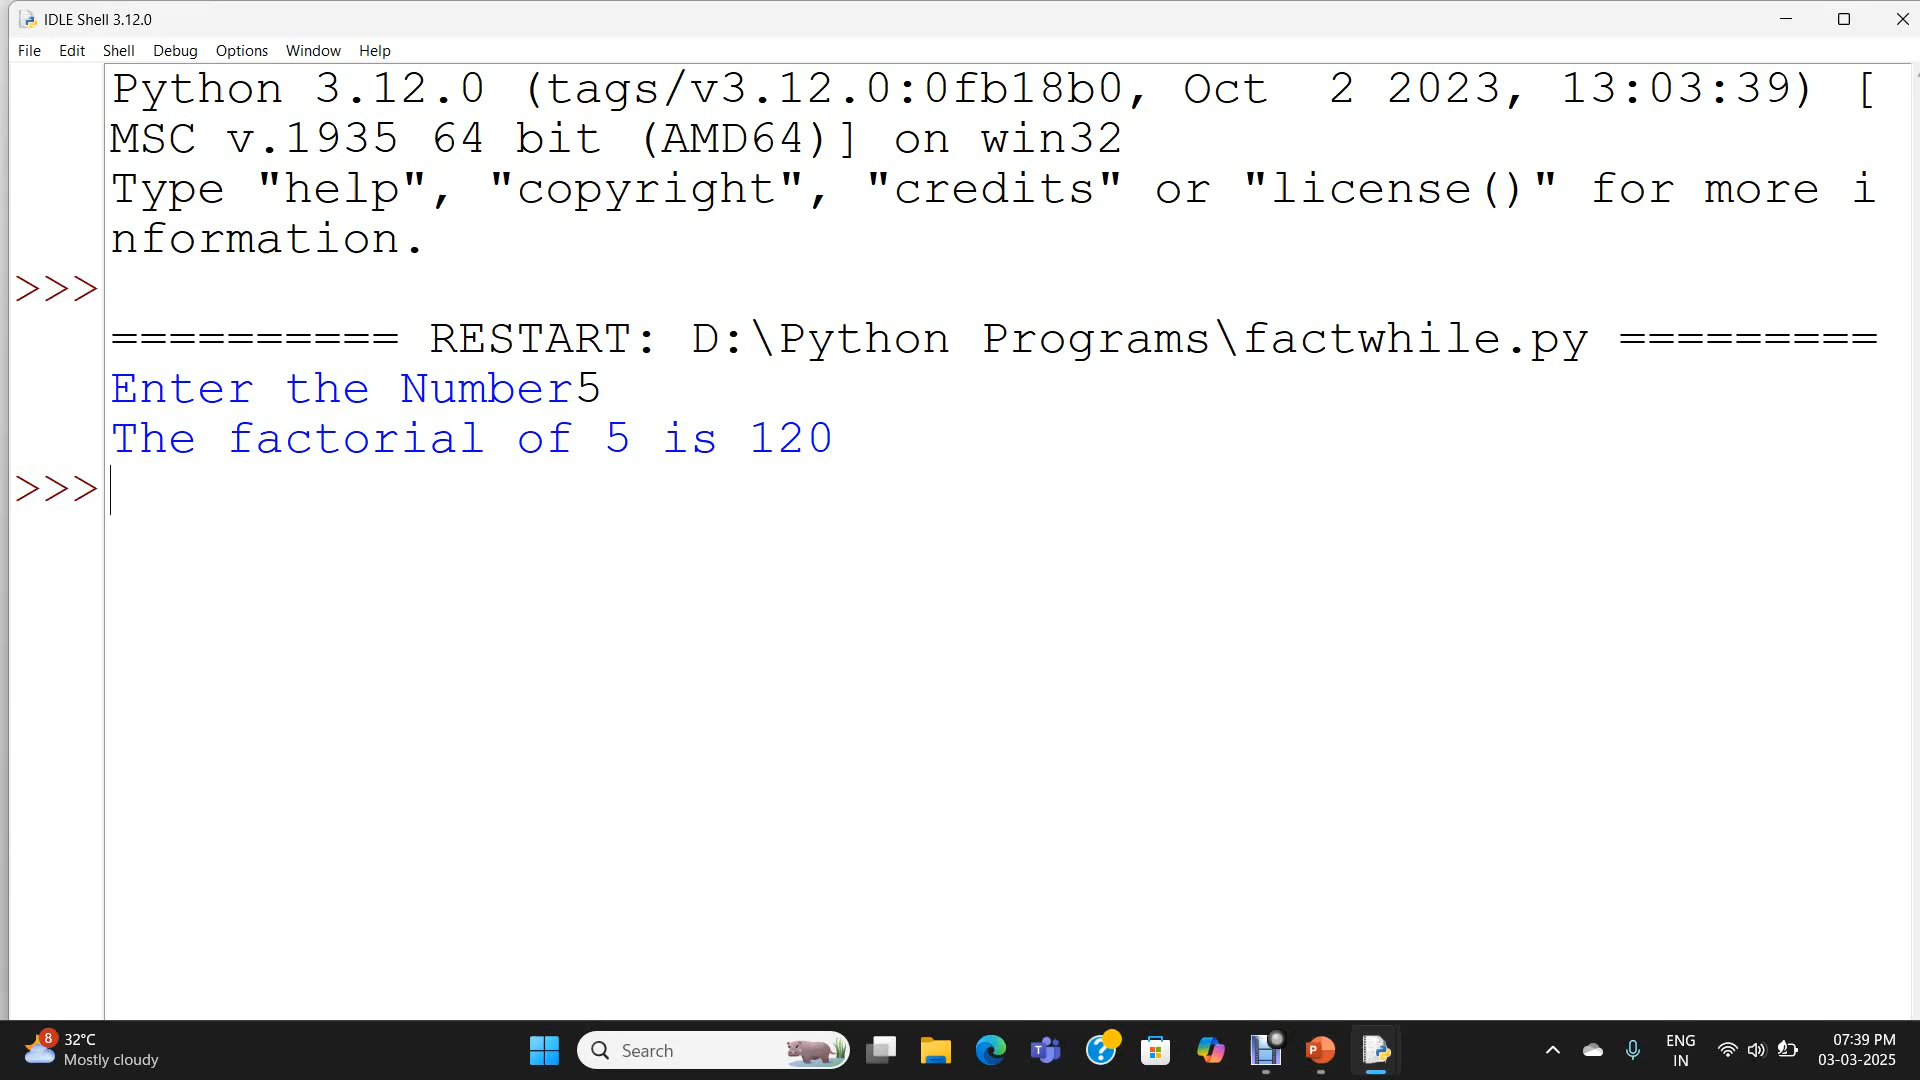 IDLE Shell 3.12.0
File Edit Shell Debug Options Window Help
Python 3.12.0 (tags/v3.12.0:0fb18b0, Oct  2 2023, 13:03:39) [
MSC v.1935 64 bit (AMD64)] on win32
Type "help", "copyright", "credits" or "license()" for more i
nformation.
>>>
========== RESTART: D:\Python Programs\factwhile.py =========
Enter the Number5
The factorial of 5 is 120
>>>
8
32°C
Mostly cloudy
Search
ENG
IN
07:39 PM
03-03-2025